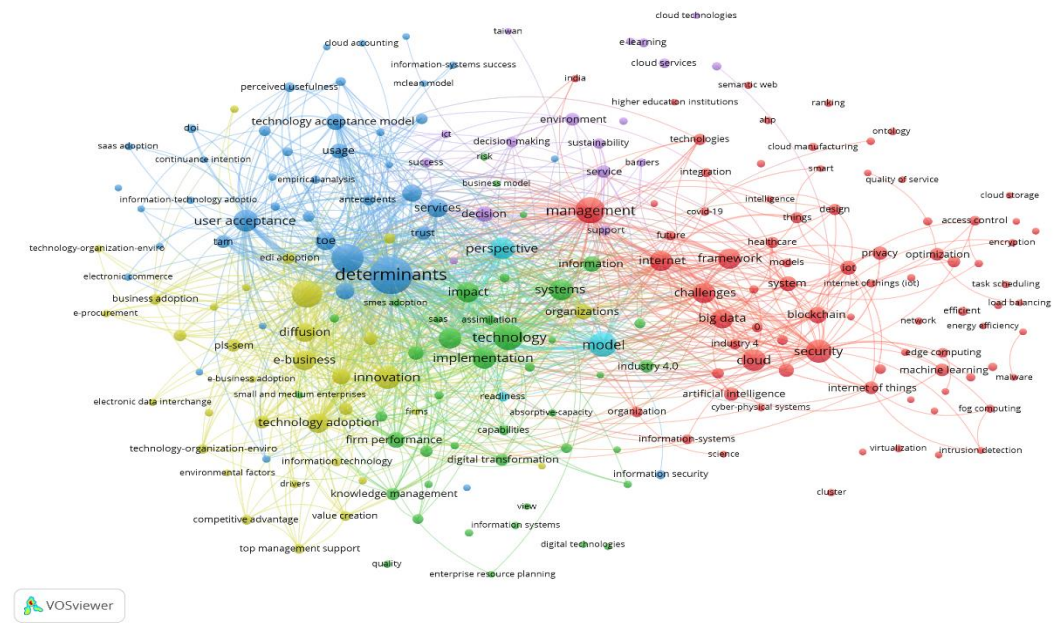 cloud technologies
taiwan
cloud accounting
e-learning
information-systems success
cloud services
india
semantic web
perceived usefulness
mclean model
higher education institutions
ranking
technology acceptance model
environment
ahp
doi
ict
decision-making
sustainability
technologies
ontology
usage
cloud manufacturing
saas adoption
continuance intention
success
risk
barriers
smart
service
integration
empirical-analysis
business model
quality of service
information-technology adoptio
antecedents
intelligence
cloud storage
services
decision
management
covid-19
things
design
user acceptance
access control
trust
support
future
tam
toe
healthcare
encryption
technology-organization-enviro
edi adoption
perspective
information
internet
framework
models
iot
privacy
optimization
electronic commerce
determinants
system
internet of things (iot)
task scheduling
business adoption
smes adoption
impact
systems
challenges
load balancing
e-procurement
organizations
big data
blockchain
efficient
saas
assimilation
0
network
energy efficiency
diffusion
pls-sem
technology
model
industry 4
security
edge computing
e-business
implementation
cloud
industry 4.0
machine learning
e-business adoption
innovation
malware
small and medium enterprises
readiness
artificial intelligence
internet of things
electronic data interchange
firms
absorptive-capacity
organization
cyber-physical systems
fog computing
technology adoption
capabilities
firm performance
information-systems
technology-organization-enviro
virtualization
intrusion detection
information technology
digital transformation
science
environmental factors
information security
drivers
knowledge management
cluster
view
competitive advantage
value creation
information systems
top management support
digital technologies
quality
enterprise resource planning
VOSviewer